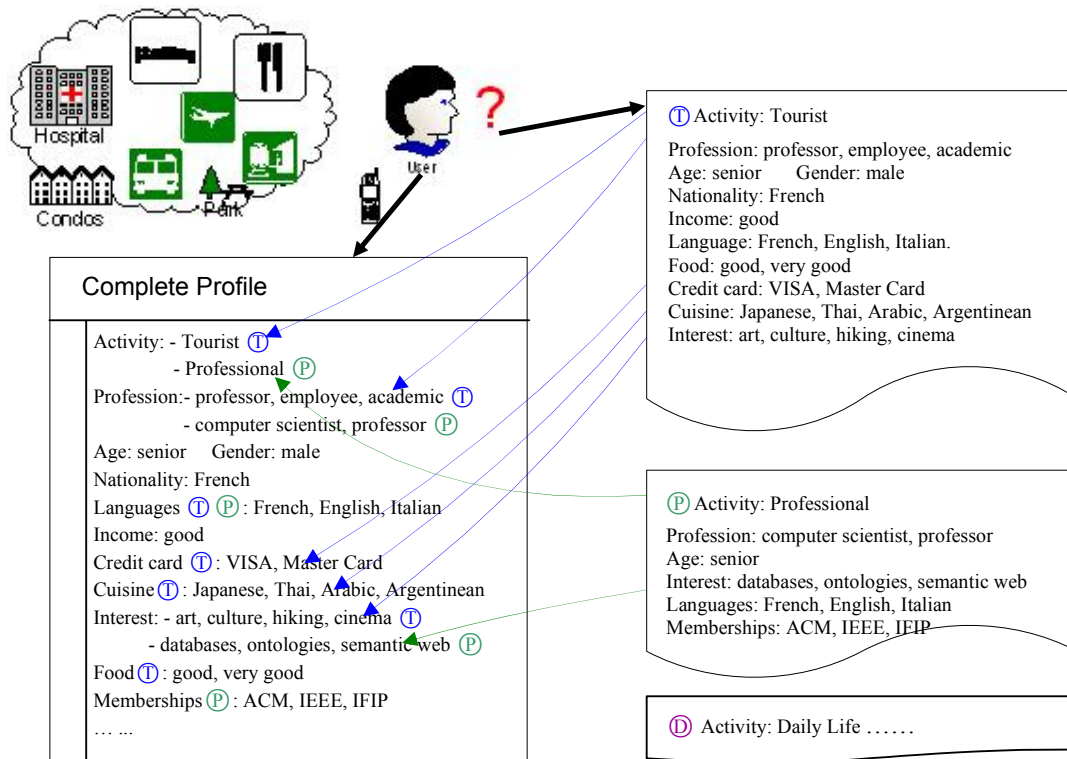 Hospital
Condos
Park
User
?
Complete Profile
Activity: - Tourist Ⓣ
- Professional Ⓟ
Profession:- professor, employee, academic Ⓣ
- computer scientist, professor Ⓟ
Age: senior Gender: male
Nationality: French
Languages Ⓣ Ⓟ : French, English, Italian
Income: good
Credit card Ⓣ : VISA, Master Card
Cuisine Ⓣ : Japanese, Thai, Arabic, Argentinean
Interest: - art, culture, hiking, cinema Ⓣ
- databases, ontologies, semantic web Ⓟ
Food Ⓣ : good, very good
Memberships Ⓟ : ACM, IEEE, IFIP
… ...
Ⓣ Activity: Tourist
Profession: professor, employee, academic
Age: senior Gender: male
Nationality: French
Income: good
Language: French, English, Italian.
Food: good, very good
Credit card: VISA, Master Card
Cuisine: Japanese, Thai, Arabic, Argentinean
Interest: art, culture, hiking, cinema
Ⓟ Activity: Professional
Profession: computer scientist, professor
Age: senior
Interest: databases, ontologies, semantic web
Languages: French, English, Italian
Memberships: ACM, IEEE, IFIP
Ⓓ Activity: Daily Life ……